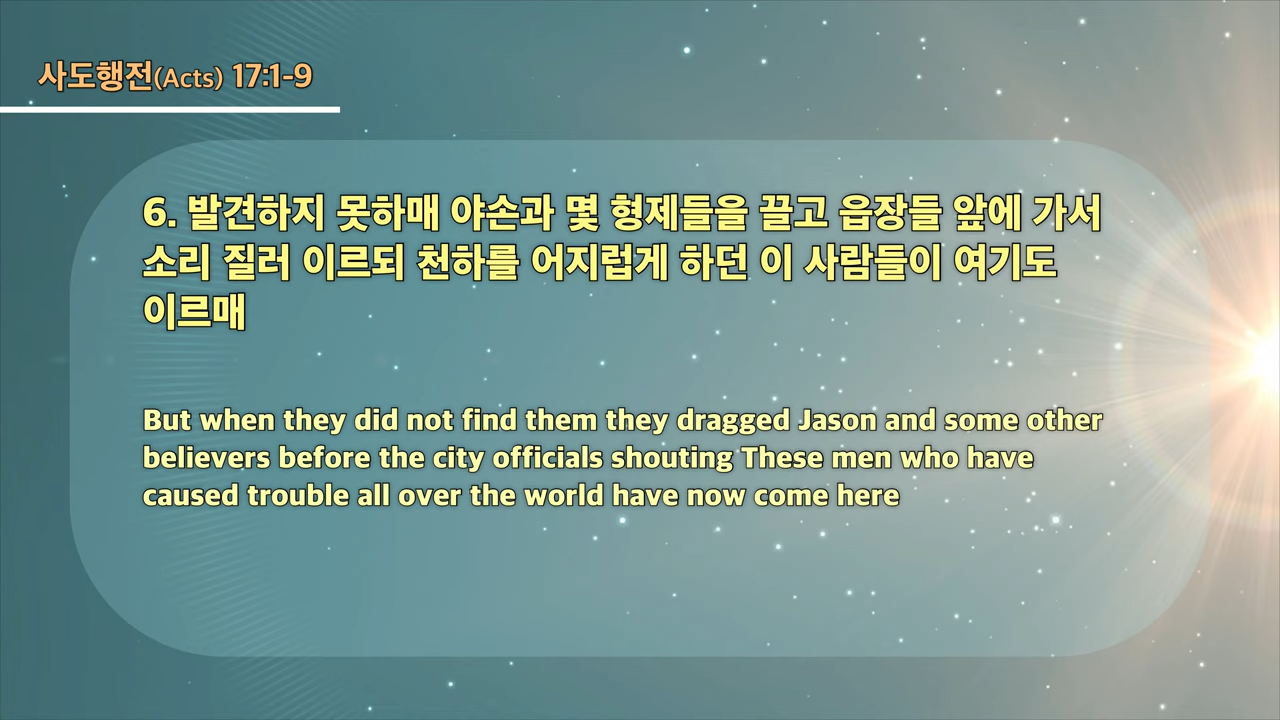 사도행전(Acts) 17:1-9
6. 발견하지 못하매 야손과 몇 형제들을 끌고 읍장들 앞에 가서
소리 질러 이르되 천하를 어지럽게 하던 이 사람들이 여기도
이르매
But when they did not find them they dragged Jason and some other
believers before the city officials shouting These men who have
caused trouble all over the world have now come here